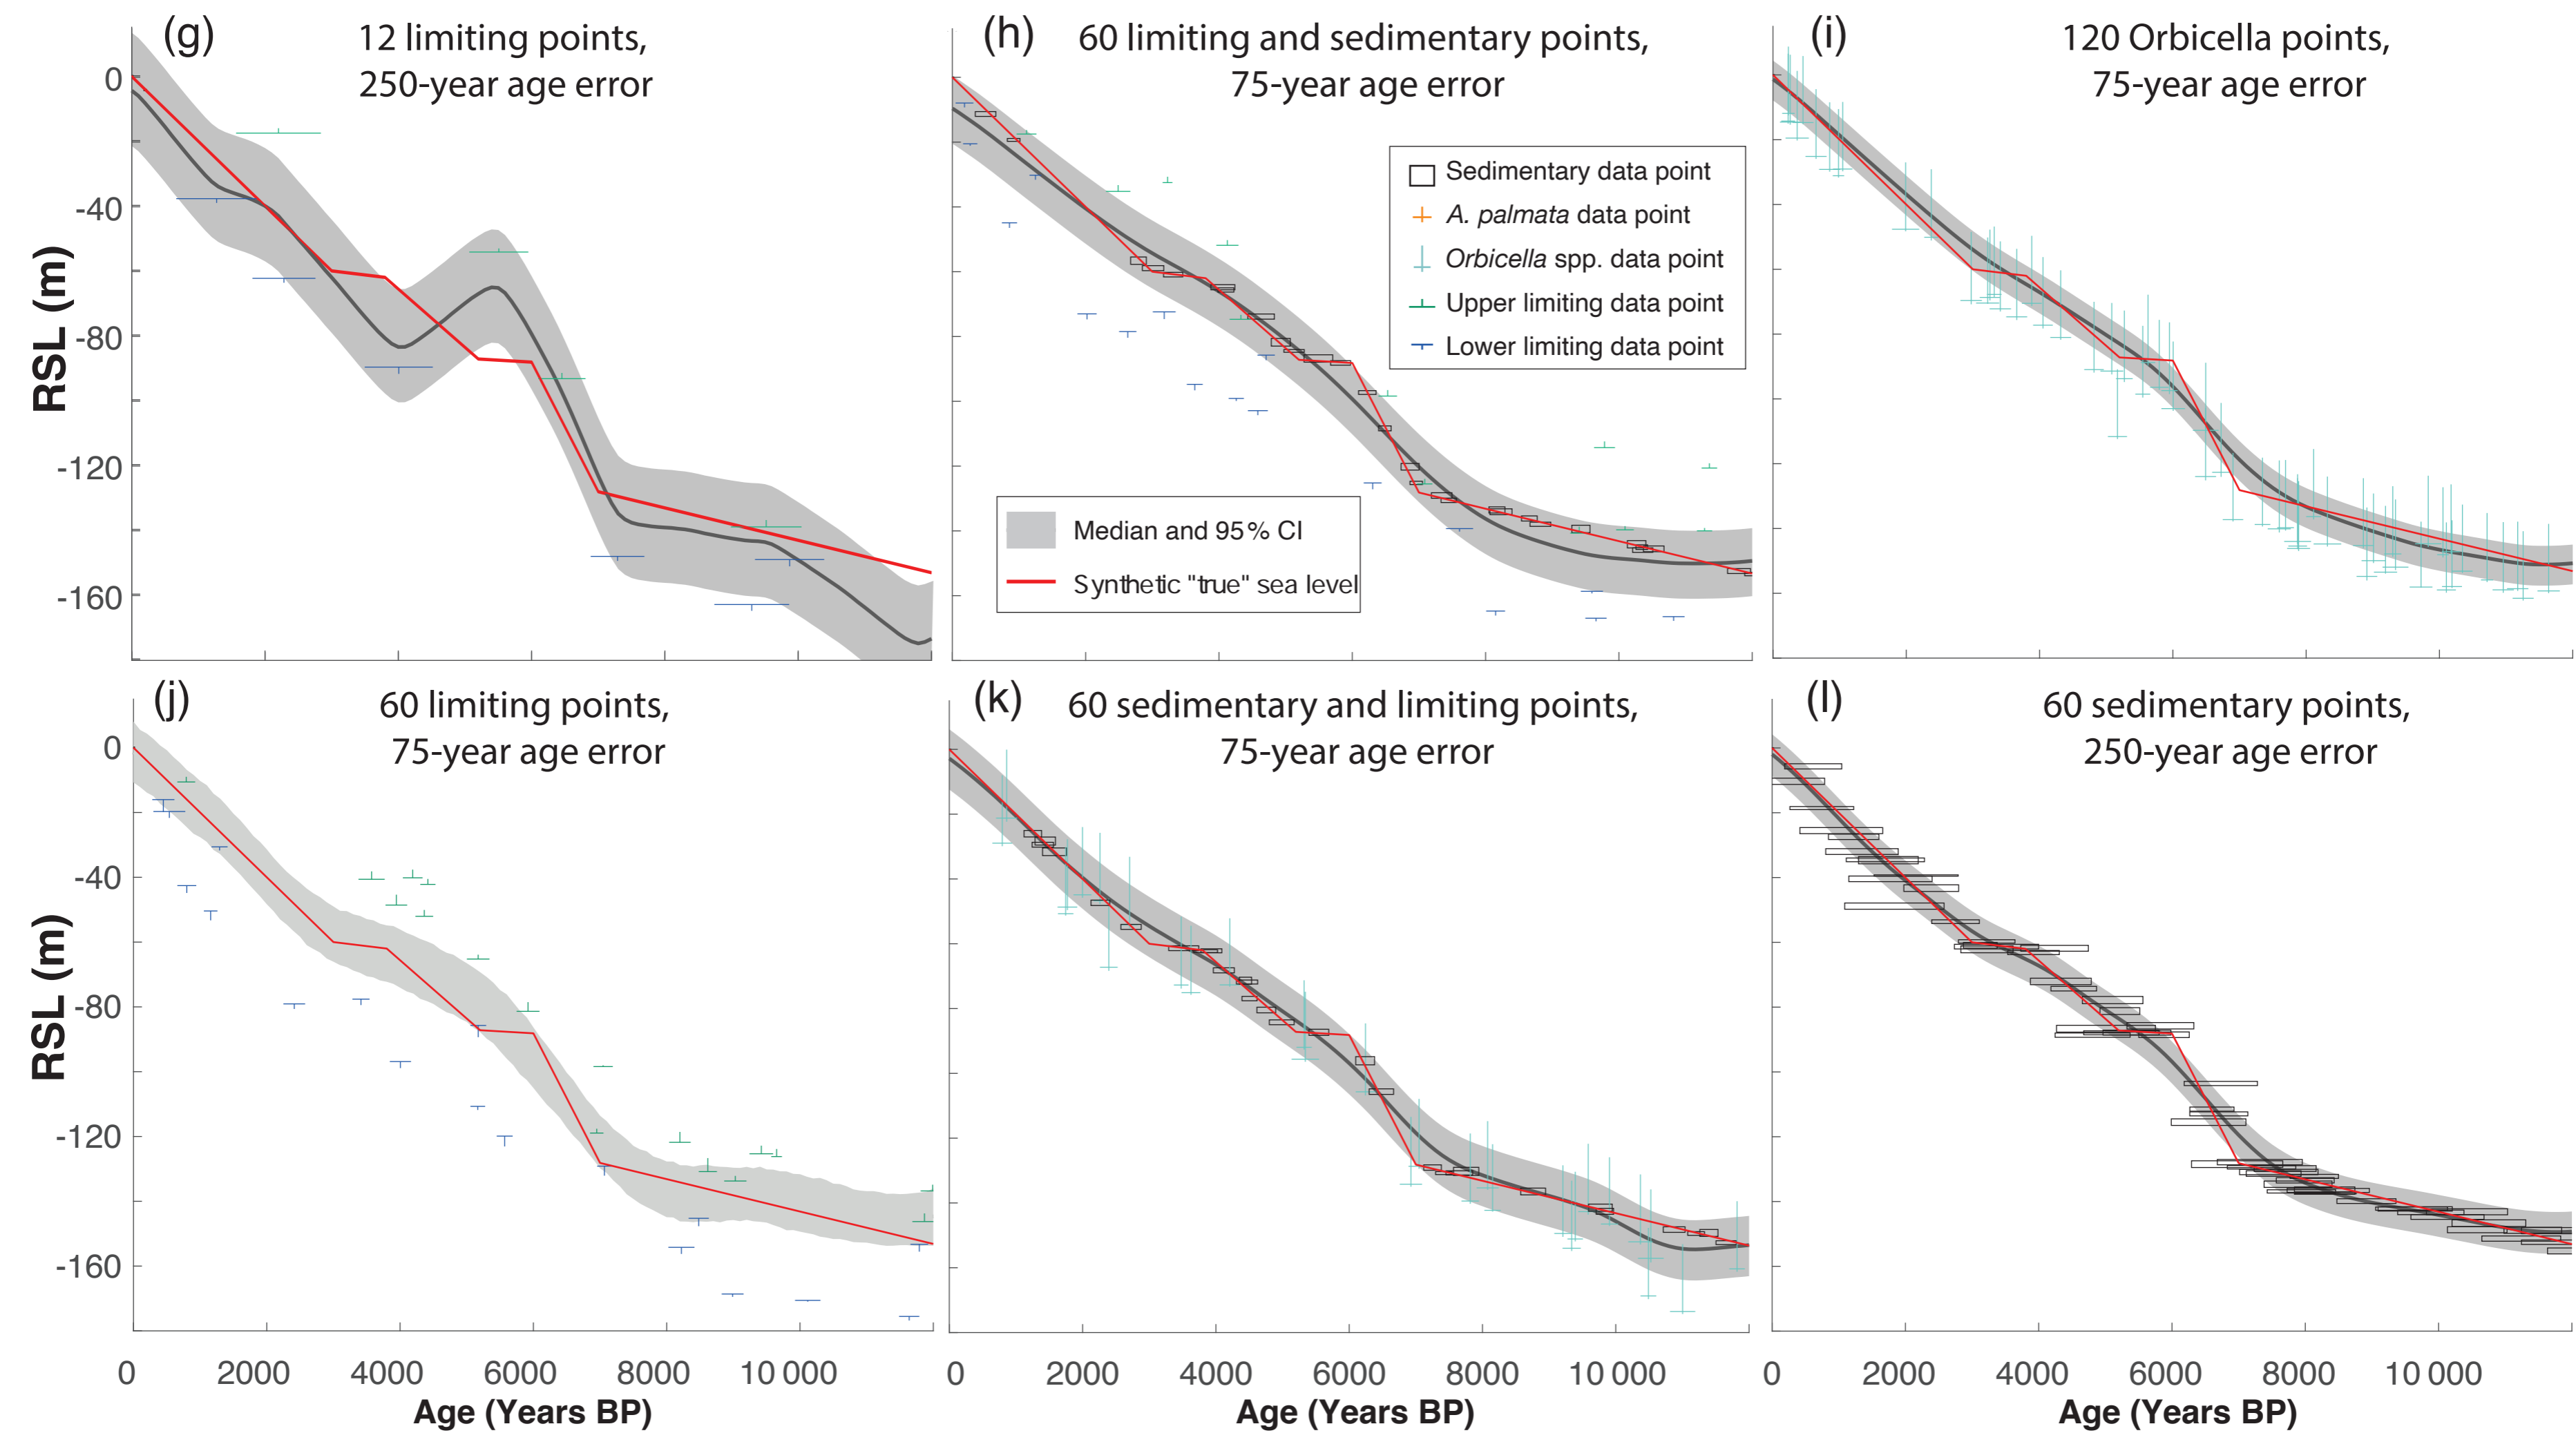 (g)
12 limiting points,
250-year age error
(h)
60 limiting and sedimentary points,
75-year age error
(i)
120 Orbicella points,
75-year age error
0
-40
-80
-120
-160
RSL (m)
Sedimentary data point
A. palmata data point
Orbicella spp. data point
Upper limiting data point
Lower limiting data point
Median and 95% CI
Synthetic "true" sea level
(j)
60 limiting points,
75-year age error
(k)
60 sedimentary and limiting points,
75-year age error
(l)
60 sedimentary points,
250-year age error
0
-40
-80
-120
-160
RSL (m)
0 2000 4000 6000 8000 10 000
Age (Years BP)
0 2000 4000 6000 8000 10 000
Age (Years BP)
0 2000 4000 6000 8000 10 000
Age (Years BP)